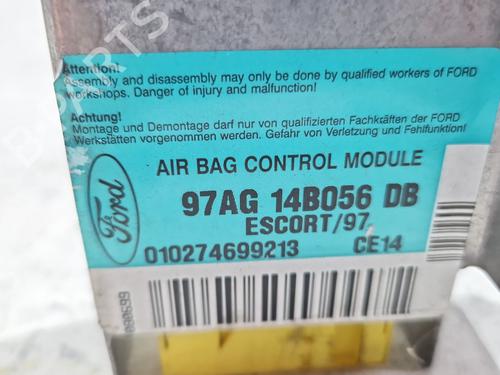 Attention!
Assembly and disassembly may only be done by qualified workers of FORD
workshops. Danger of injury and malfunction!
Achtung!
Montage und Demontage darf nur von qualifizierten Fachkräften der FORD
Werkstätten vorgenommen werden. Gefahr von Verletzung und Fehlfunktion!
AIR BAG CONTROL MODULE
Ford
97AG 14B056 DB
ESCORT/97
010274699213 CE14